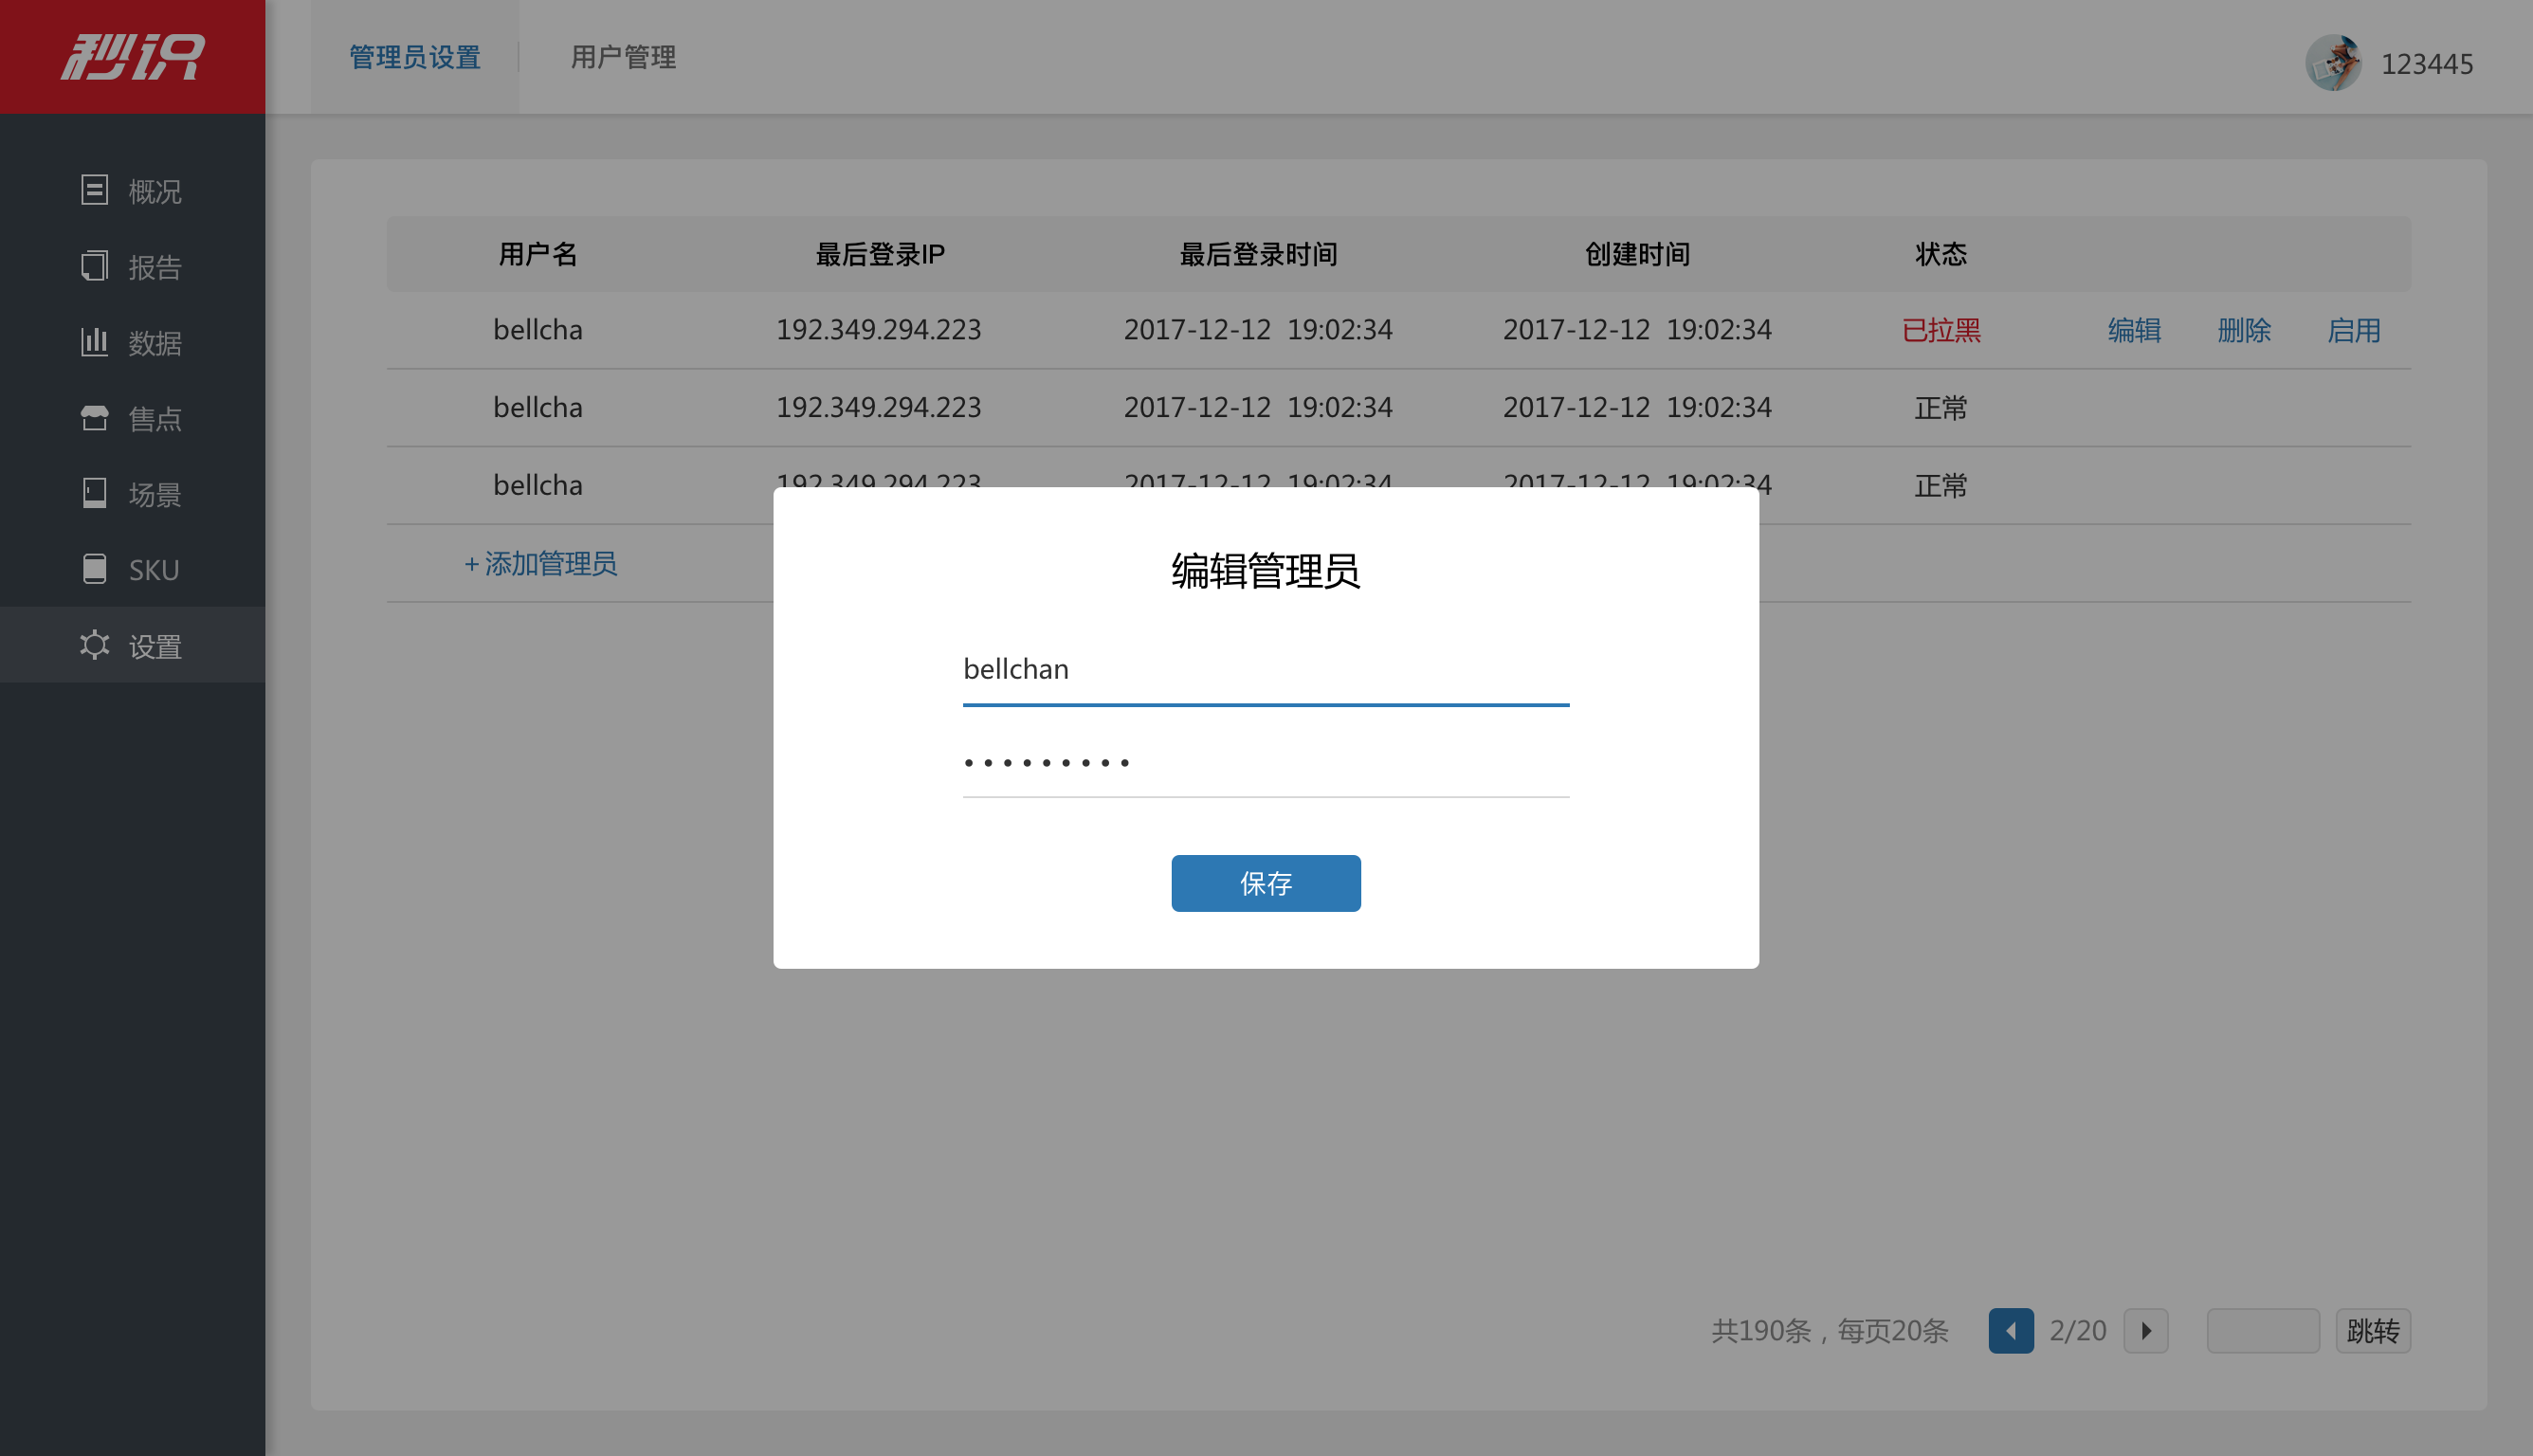 秒识
管理员设置 用户管理
123445
概况
报告
数据
售点
场景
SKU
设置
用户名 最后登录IP 最后登录时间 创建时间 状态
bellcha 192.349.294.223 2017-12-12 19:02:34 2017-12-12 19:02:34 已拉黑 编辑 删除 启用
bellcha 192.349.294.223 2017-12-12 19:02:34 2017-12-12 19:02:34 正常
bellcha 192.349.294.223 2017-12-12 19:02:34 2017-12-12 19:02:34 正常
+ 添加管理员
编辑管理员
bellchan
•••••••••
保存
共190条，每页20条 2/20 跳转